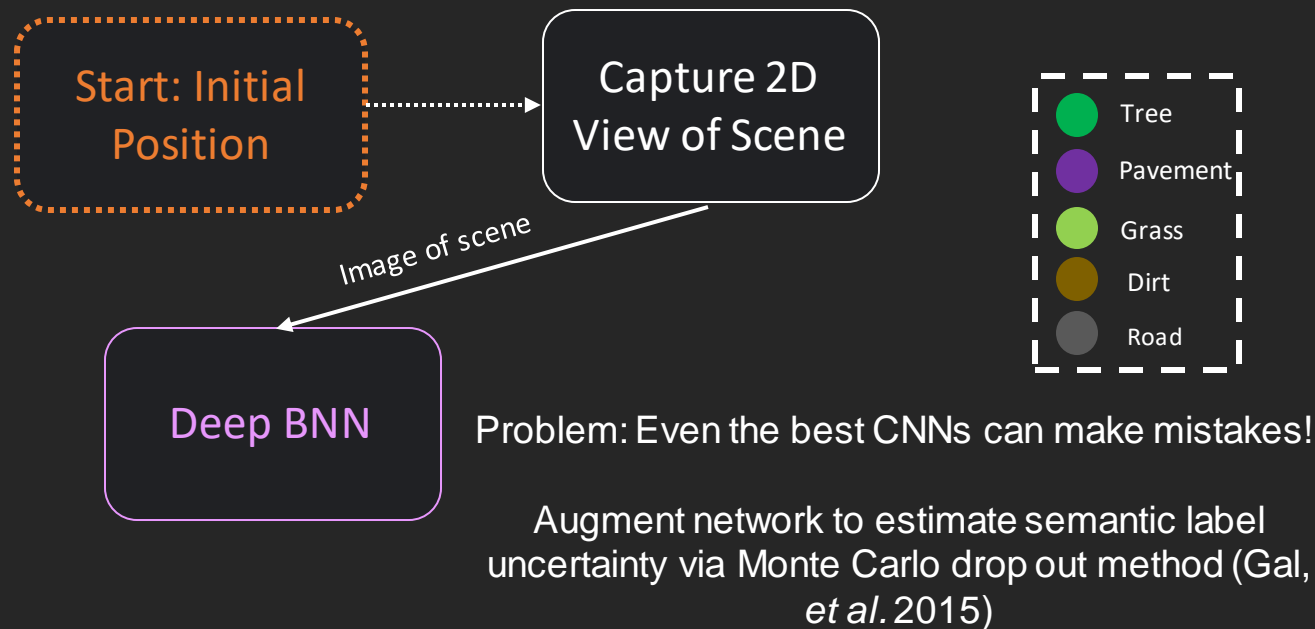 Start: Initial
Position
Capture 2D
View of Scene
Image of scene
Tree
Pavement
Grass
Dirt
Road
Deep BNN
Problem: Even the best CNNs can make mistakes!
Augment network to estimate semantic label
uncertainty via Monte Carlo drop out method (Gal,
et al. 2015)